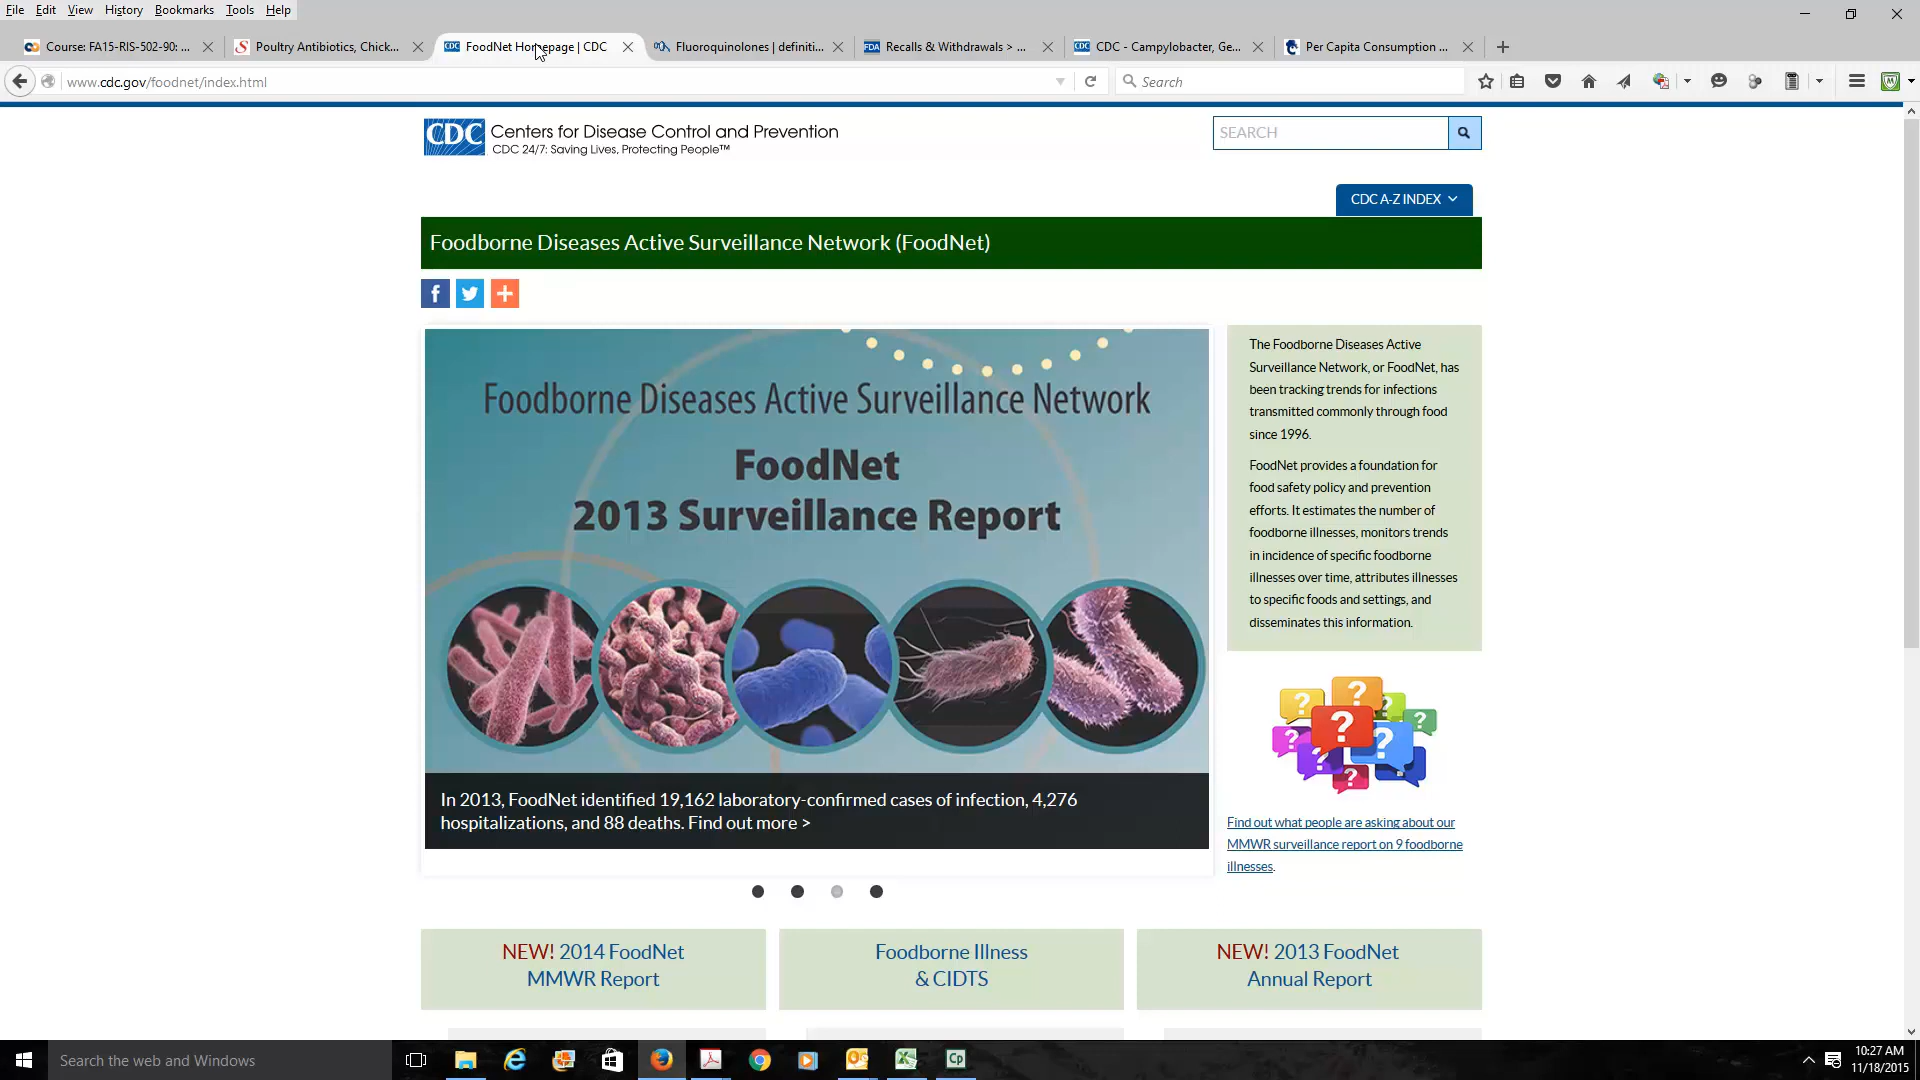 File Edit View History Bookmarks Tools Help
Course: FA15-RIS-502-90: ...
Poultry Antibiotics, Chick...
CDC FoodNet Homepage | CDC
Fluoroquinolones | definiti...
FDA Recalls & Withdrawals > ...
CDC CDC - Campylobacter, Ge...
Per Capita Consumption ...
www.cdc.gov/foodnet/index.html
Search
CDC Centers for Disease Control and Prevention
CDC 24/7: Saving Lives, Protecting People™
SEARCH
CDC A-Z INDEX
Foodborne Diseases Active Surveillance Network (FoodNet)
Foodborne Diseases Active Surveillance Network
FoodNet
2013 Surveillance Report
In 2013, FoodNet identified 19,162 laboratory-confirmed cases of infection, 4,276
hospitalizations, and 88 deaths. Find out more >
The Foodborne Diseases Active
Surveillance Network, or FoodNet, has
been tracking trends for infections
transmitted commonly through food
since 1996.
FoodNet provides a foundation for
food safety policy and prevention
efforts. It estimates the number of
foodborne illnesses, monitors trends
in incidence of specific foodborne
illnesses over time, attributes illnesses
to specific foods and settings, and
disseminates this information.
Find out what people are asking about our
MMWR surveillance report on 9 foodborne
illnesses.
NEW! 2014 FoodNet
MMWR Report
Foodborne Illness
& CIDTS
NEW! 2013 FoodNet
Annual Report
Search the web and Windows
Cp
10:27 AM
11/18/2015